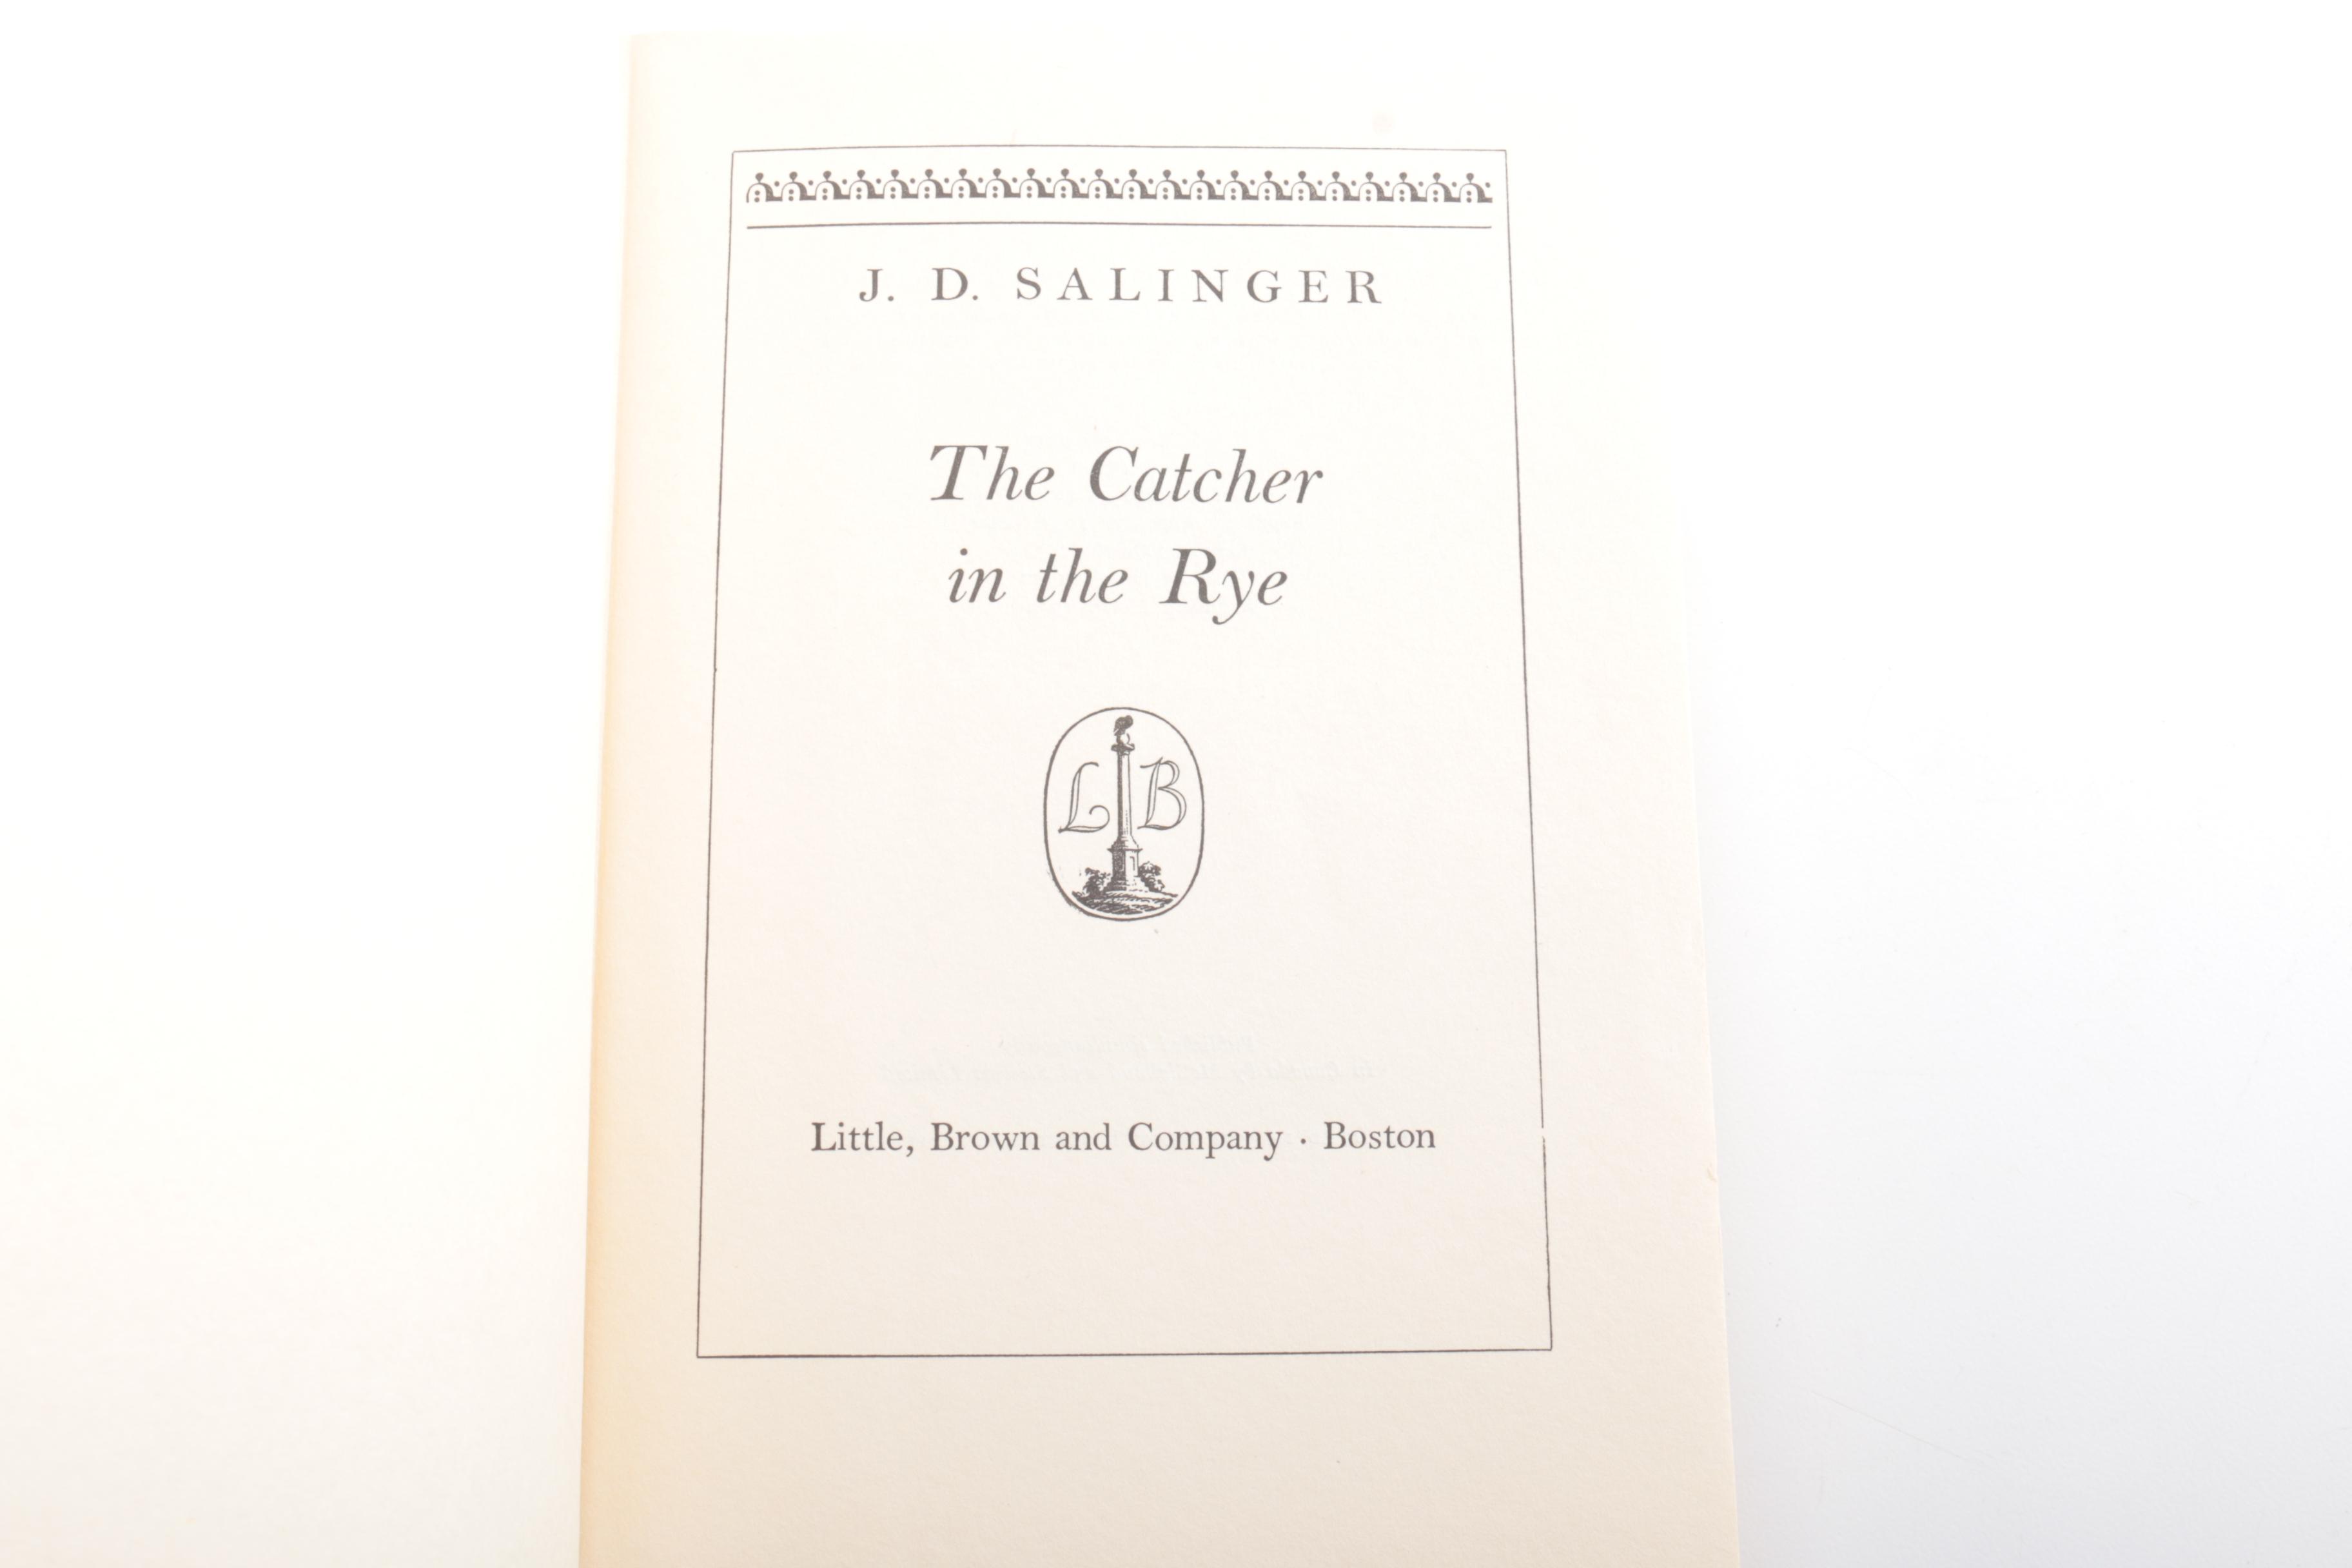 J. D. SALINGER
The Catcher
in the Rye
L B
Little, Brown and Company · Boston